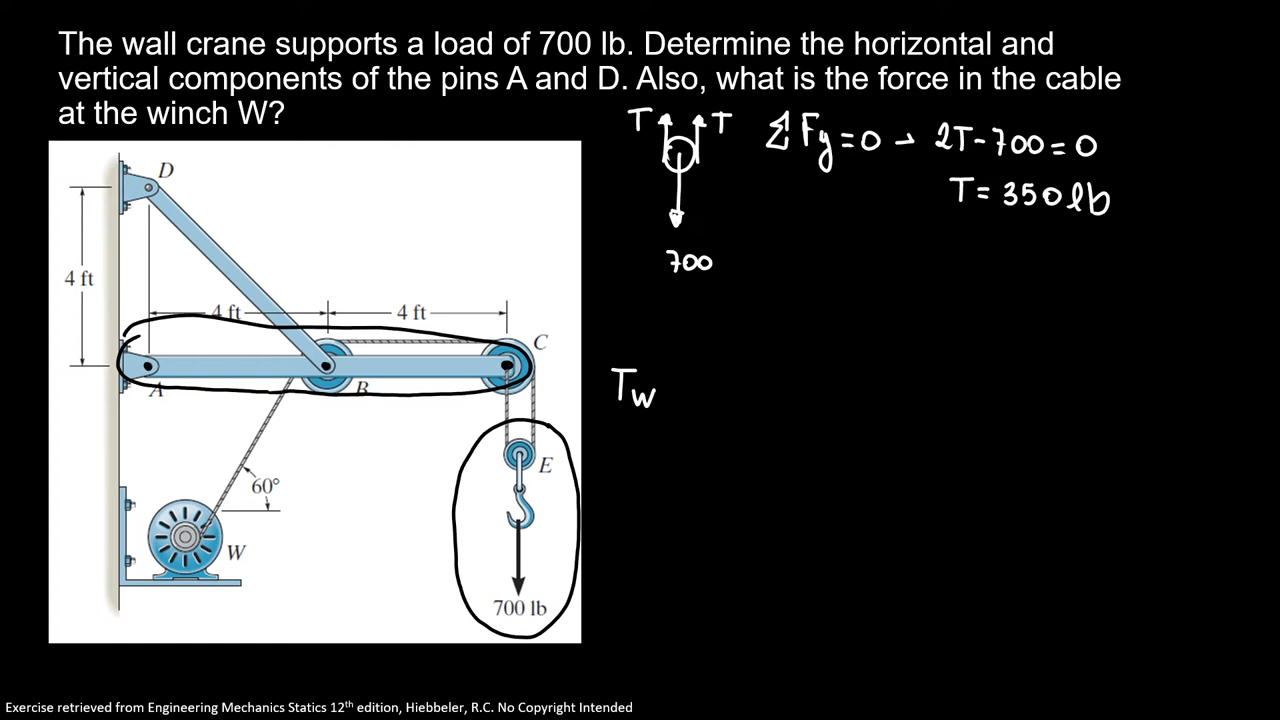 The wall crane supports a load of 700 lb. Determine the horizontal and
vertical components of the pins A and D. Also, what is the force in the cable
at the winch W?
T T ΣFy=0 → 2T-700=0
T= 350 lb
700
D
4 ft
4 ft 4 ft
C
A B
Tw
E
60°
W
700 lb
Exercise retrieved from Engineering Mechanics Statics 12th edition, Hiebbeler, R.C. No Copyright Intended